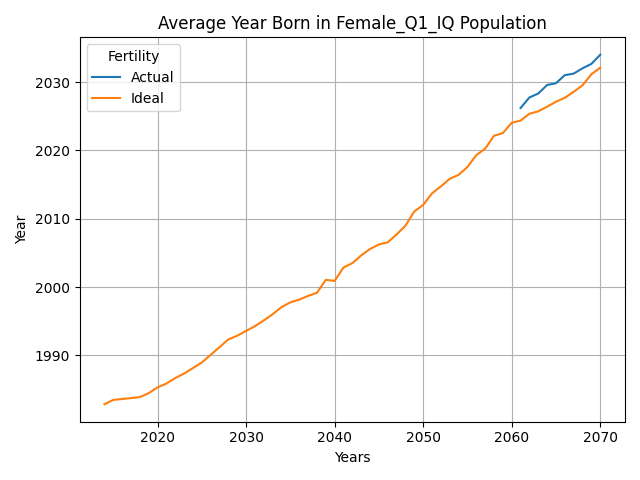 Average Year Born in Female_Q1_IQ Population
Fertility
Actual
Ideal
Year
2030
2020
2010
2000
1990
2020 2030 2040 2050 2060 2070
Years